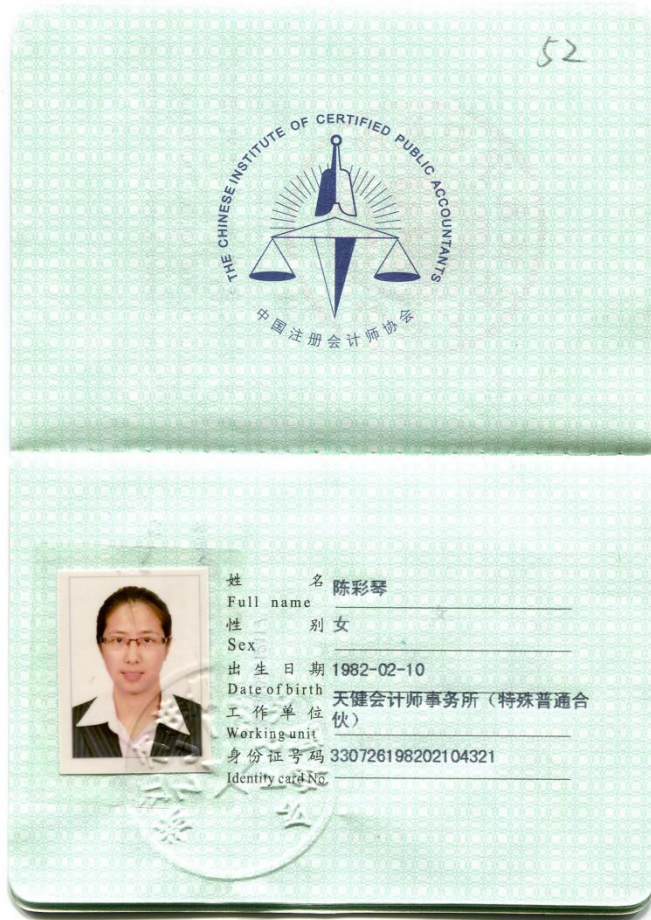 52
THE CHINESE INSTITUTE OF CERTIFIED PUBLIC ACCOUNTANTS
中国注册会计师协会
姓 名 陈彩琴
Full name
性 别 女
Sex
出生日期 1982-02-10
Date of birth
工作单位 天健会计师事务所（特殊普通合
伙）
Working unit
身份证号码 330726198202104321
Identity card No.